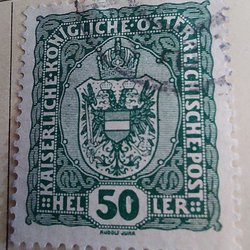 KAISERLICHE·KÖNIGLICHE·ÖSTERREICHISCHE·POST
HEL 50 LER
RUDOLF JUNK